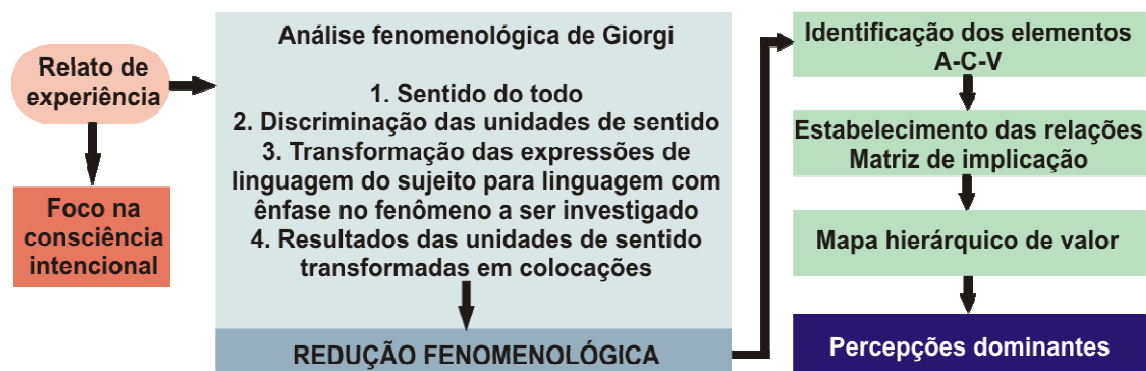 Relato de
experiência
Foco na
consciência
intencional
Análise fenomenológica de Giorgi
1. Sentido do todo
2. Discriminação das unidades de sentido
3. Transformação das expressões de
linguagem do sujeito para linguagem com
ênfase no fenômeno a ser investigado
4. Resultados das unidades de sentido
transformadas em colocações
REDUÇÃO FENOMENOLÓGICA
Identificação dos elementos
A-C-V
Estabelecimento das relações
Matriz de implicação
Mapa hierárquico de valor
Percepções dominantes